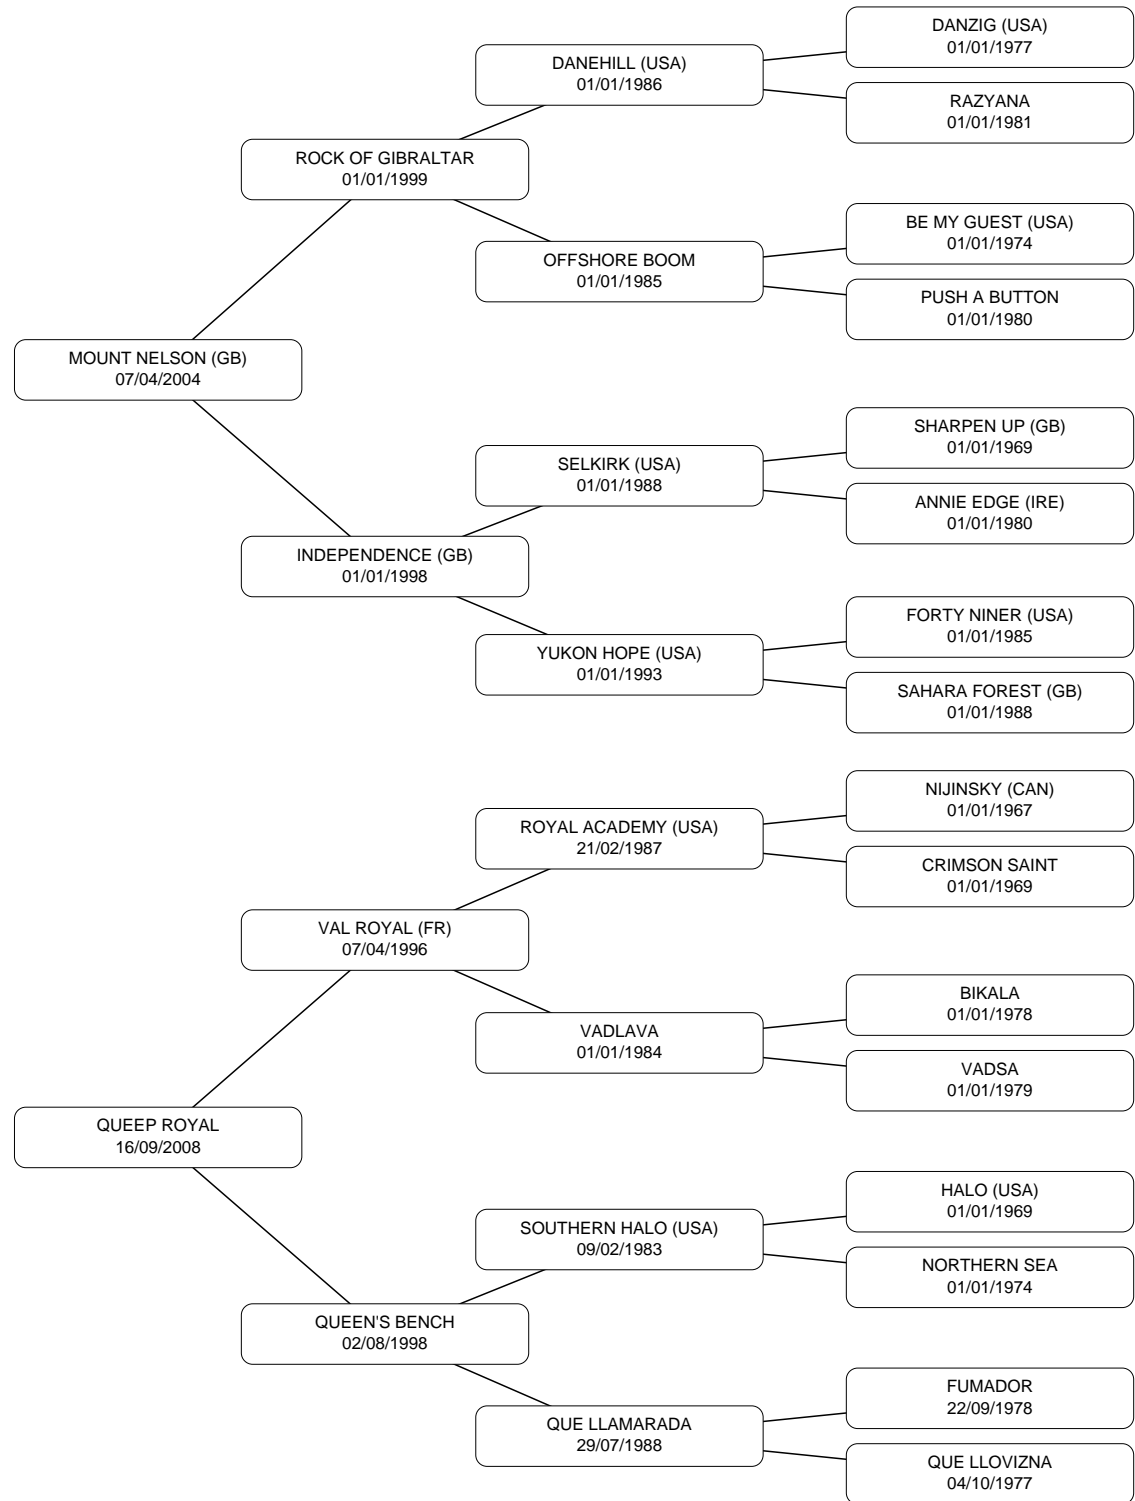 DANZIG (USA)
01/01/1977
DANEHILL (USA)
01/01/1986
RAZYANA
01/01/1981
ROCK OF GIBRALTAR
01/01/1999
BE MY GUEST (USA)
01/01/1974
OFFSHORE BOOM
01/01/1985
PUSH A BUTTON
01/01/1980
MOUNT NELSON (GB)
07/04/2004
SHARPEN UP (GB)
01/01/1969
SELKIRK (USA)
01/01/1988
ANNIE EDGE (IRE)
01/01/1980
INDEPENDENCE (GB)
01/01/1998
FORTY NINER (USA)
01/01/1985
YUKON HOPE (USA)
01/01/1993
SAHARA FOREST (GB)
01/01/1988
NIJINSKY (CAN)
01/01/1967
ROYAL ACADEMY (USA)
21/02/1987
CRIMSON SAINT
01/01/1969
VAL ROYAL (FR)
07/04/1996
BIKALA
01/01/1978
VADLAVA
01/01/1984
VADSA
01/01/1979
QUEEP ROYAL
16/09/2008
HALO (USA)
01/01/1969
SOUTHERN HALO (USA)
09/02/1983
NORTHERN SEA
01/01/1974
QUEEN'S BENCH
02/08/1998
FUMADOR
22/09/1978
QUE LLAMARADA
29/07/1988
QUE LLOVIZNA
04/10/1977